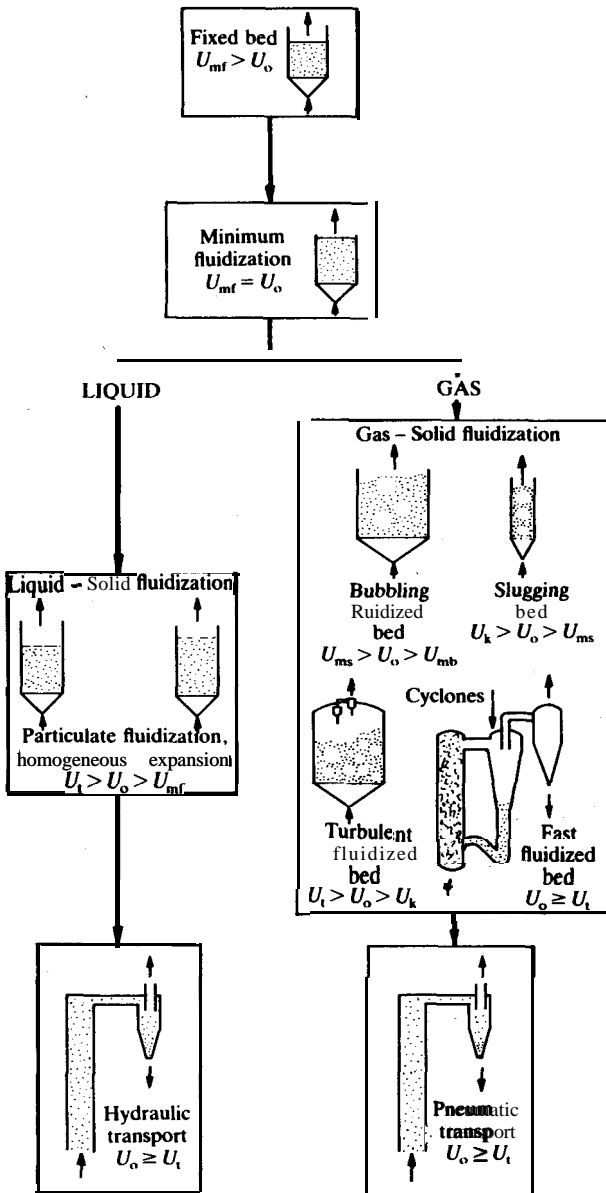 Fixed bed
U_mf > U_o
Minimum
fluidization
U_mf = U_o
LIQUID
GAS
Liquid – Solid fluidization
Particulate fluidization,
homogeneous expansion
U_t > U_o > U_mf
Gas – Solid fluidization
Bubbling
Ruidized
bed
U_ms > U_o > U_mb
Slugging
bed
U_k > U_o > U_ms
Cyclones
Turbulent
fluidized
bed
U_t > U_o > U_k
Fast
fluidized
bed
U_o ≥ U_t
Hydraulic
transport
U_o ≥ U_t
Pneumatic
transport
U_o ≥ U_t